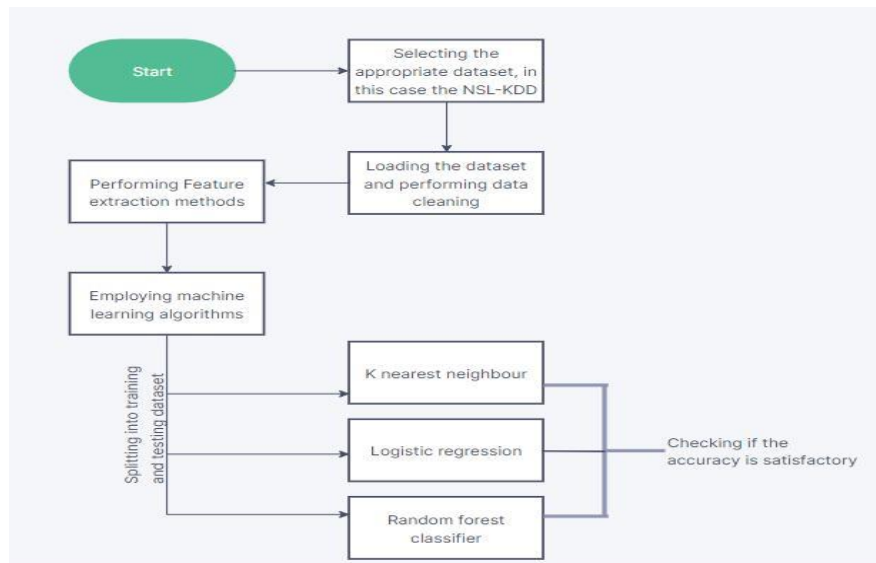 Start
Selecting the
appropriate dataset, in
this case the NSL-KDD
Loading the dataset
and performing data
cleaning
Performing Feature
extraction methods
Employing machine
learning algorithms
Splitting into training
and testing dataset
K nearest neighbour
Logistic regression
Random forest
classifier
Checking if the
accuracy is satisfactory